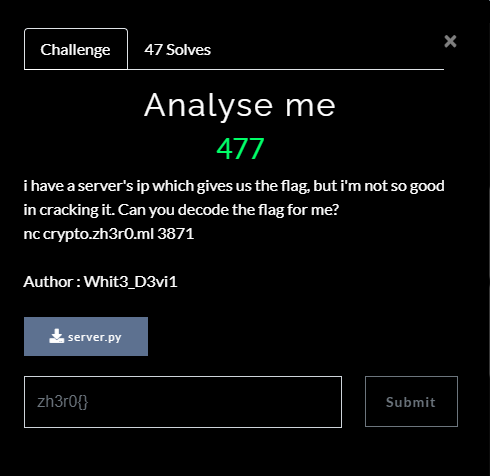 Challenge
47 Solves
×
Analyse me
477
i have a server's ip which gives us the flag, but i'm not so good
in cracking it. Can you decode the flag for me?
nc crypto.zh3r0.ml 3871
Author : Whit3_D3vi1
server.py
zh3r0{}
Submit